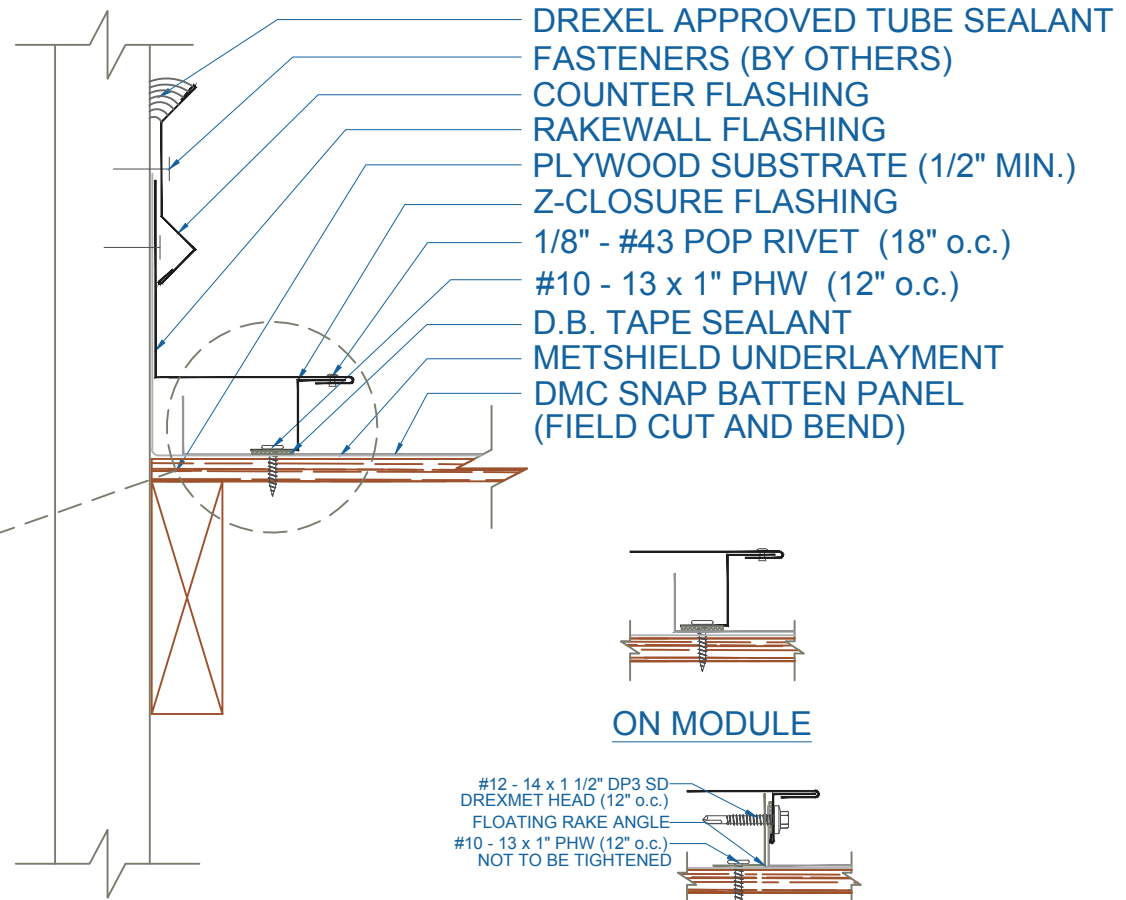 DREXEL APPROVED TUBE SEALANT
FASTENERS (BY OTHERS)
COUNTER FLASHING
RAKEWALL FLASHING
PLYWOOD SUBSTRATE (1/2" MIN.)
Z-CLOSURE FLASHING
1/8" - #43 POP RIVET (18" o.c.)
#10 - 13 x 1" PHW (12" o.c.)
D.B. TAPE SEALANT
METSHIELD UNDERLAYMENT
DMC SNAP BATTEN PANEL
(FIELD CUT AND BEND)
ON MODULE
#12 - 14 x 1 1/2" DP3 SD
DREXMET HEAD (12" o.c.)
FLOATING RAKE ANGLE
#10 - 13 x 1" PHW (12" o.c.)
NOT TO BE TIGHTENED